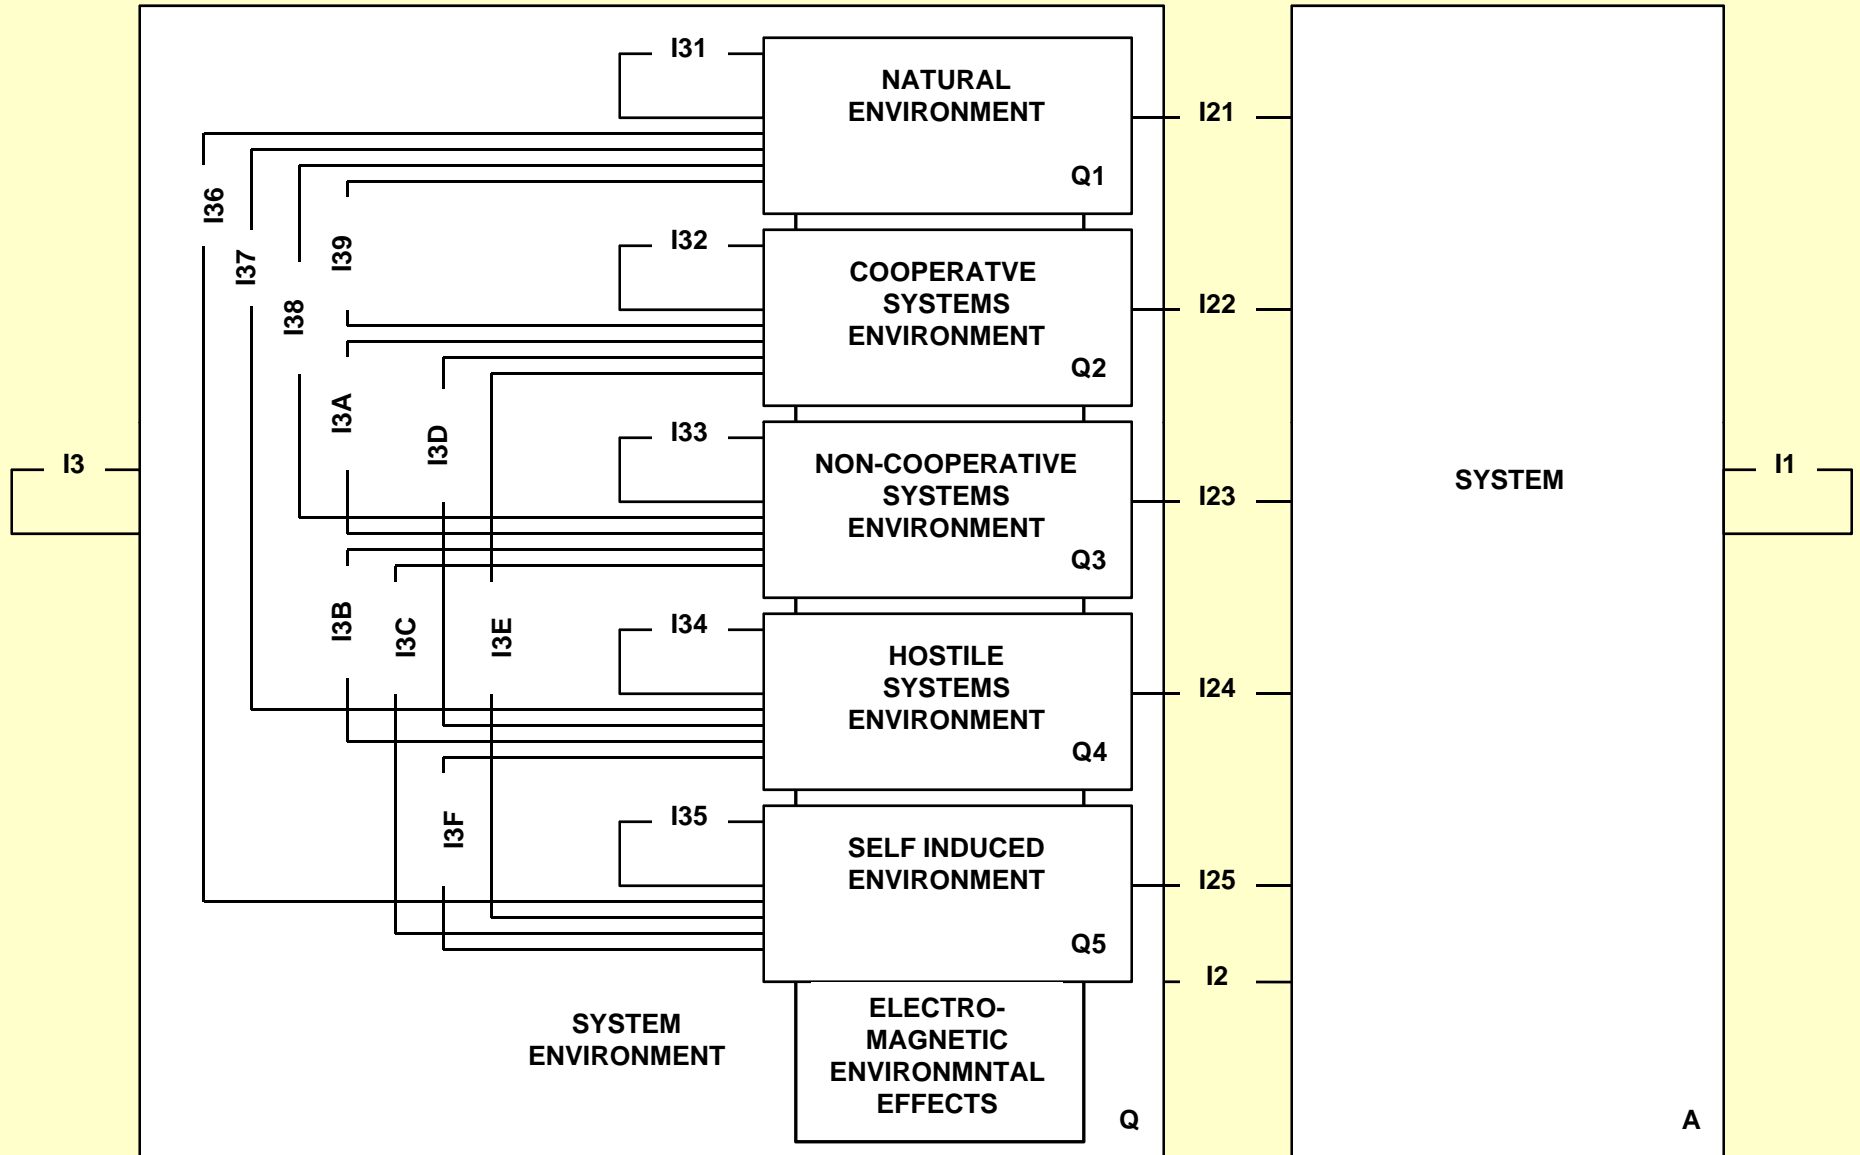 I31
NATURAL
ENVIRONMENT
I21
Q1
I36
I37
I38
I39
I32
COOPERATVE
SYSTEMS
ENVIRONMENT
I22
Q2
I3A
I3D
I33
I3
NON-COOPERATIVE
SYSTEMS
ENVIRONMENT
I23
SYSTEM
I1
Q3
I3B
I3C
I3E
I34
HOSTILE
SYSTEMS
ENVIRONMENT
I24
Q4
I3F
I35
SELF INDUCED
ENVIRONMENT
I25
Q5
I2
SYSTEM
ENVIRONMENT
ELECTRO-
MAGNETIC
ENVIRONMNTAL
EFFECTS
Q
A